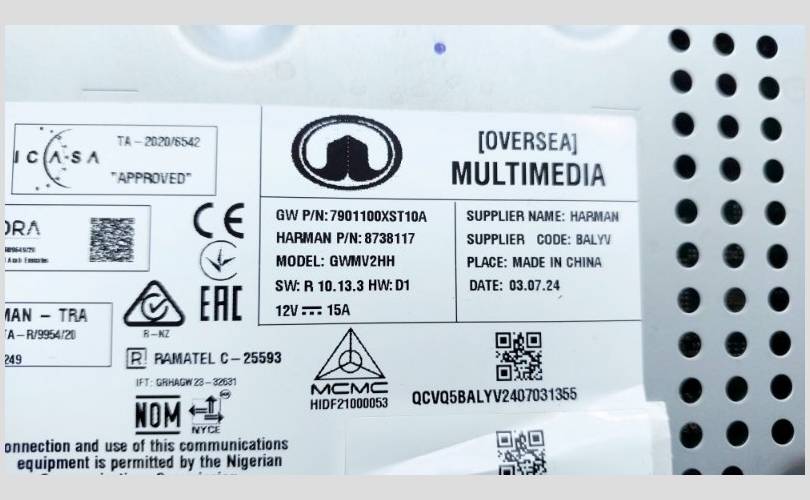 ICASA
TA-2020/6542
"APPROVED"
DRA
CE
EAC
MAN - TRA
TA-R/9954/20
249
R-NZ
R RAMATEL C-25593
IFT: GRHAGW23-32631
NOM
NYCE
onnection and use of this communications
equipment is permitted by the Nigerian
[OVERSEA]
MULTIMEDIA
GW P/N: 7901100XST10A
HARMAN P/N: 8738117
MODEL: GWMV2HH
SW: R 10.13.3 HW: D1
12V 15A
SUPPLIER NAME: HARMAN
SUPPLIER CODE: BALYV
PLACE: MADE IN CHINA
DATE: 03.07.24
MCMC
HIDF21000053
QCVQ5BALYV2407031355